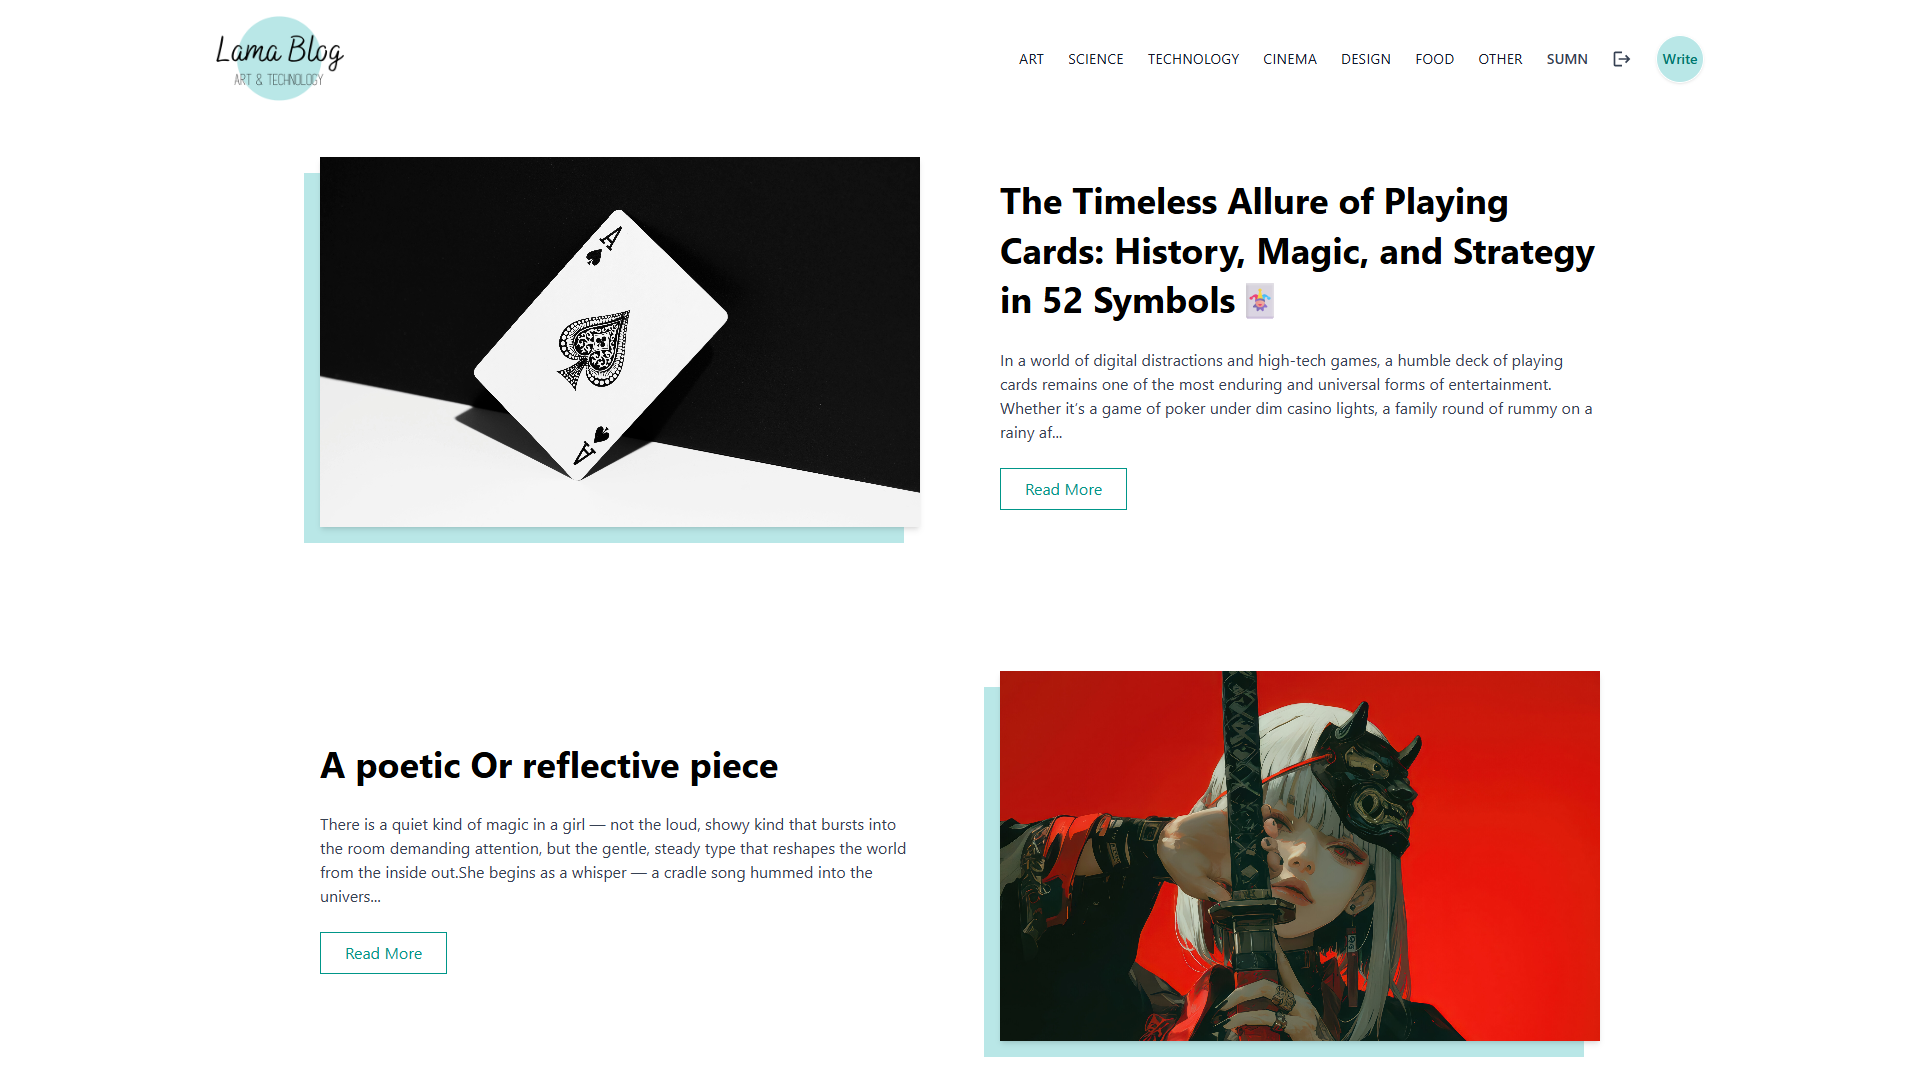 Lama Blog
ART & TECHNOLOGY
ART SCIENCE TECHNOLOGY CINEMA DESIGN FOOD OTHER SUMN Write
A
A
The Timeless Allure of Playing
Cards: History, Magic, and Strategy
in 52 Symbols 🃏
In a world of digital distractions and high-tech games, a humble deck of playing
cards remains one of the most enduring and universal forms of entertainment.
Whether it’s a game of poker under dim casino lights, a family round of rummy on a
rainy af...
Read More
A poetic Or reflective piece
There is a quiet kind of magic in a girl — not the loud, showy kind that bursts into
the room demanding attention, but the gentle, steady type that reshapes the world
from the inside out.She begins as a whisper — a cradle song hummed into the
univers...
Read More